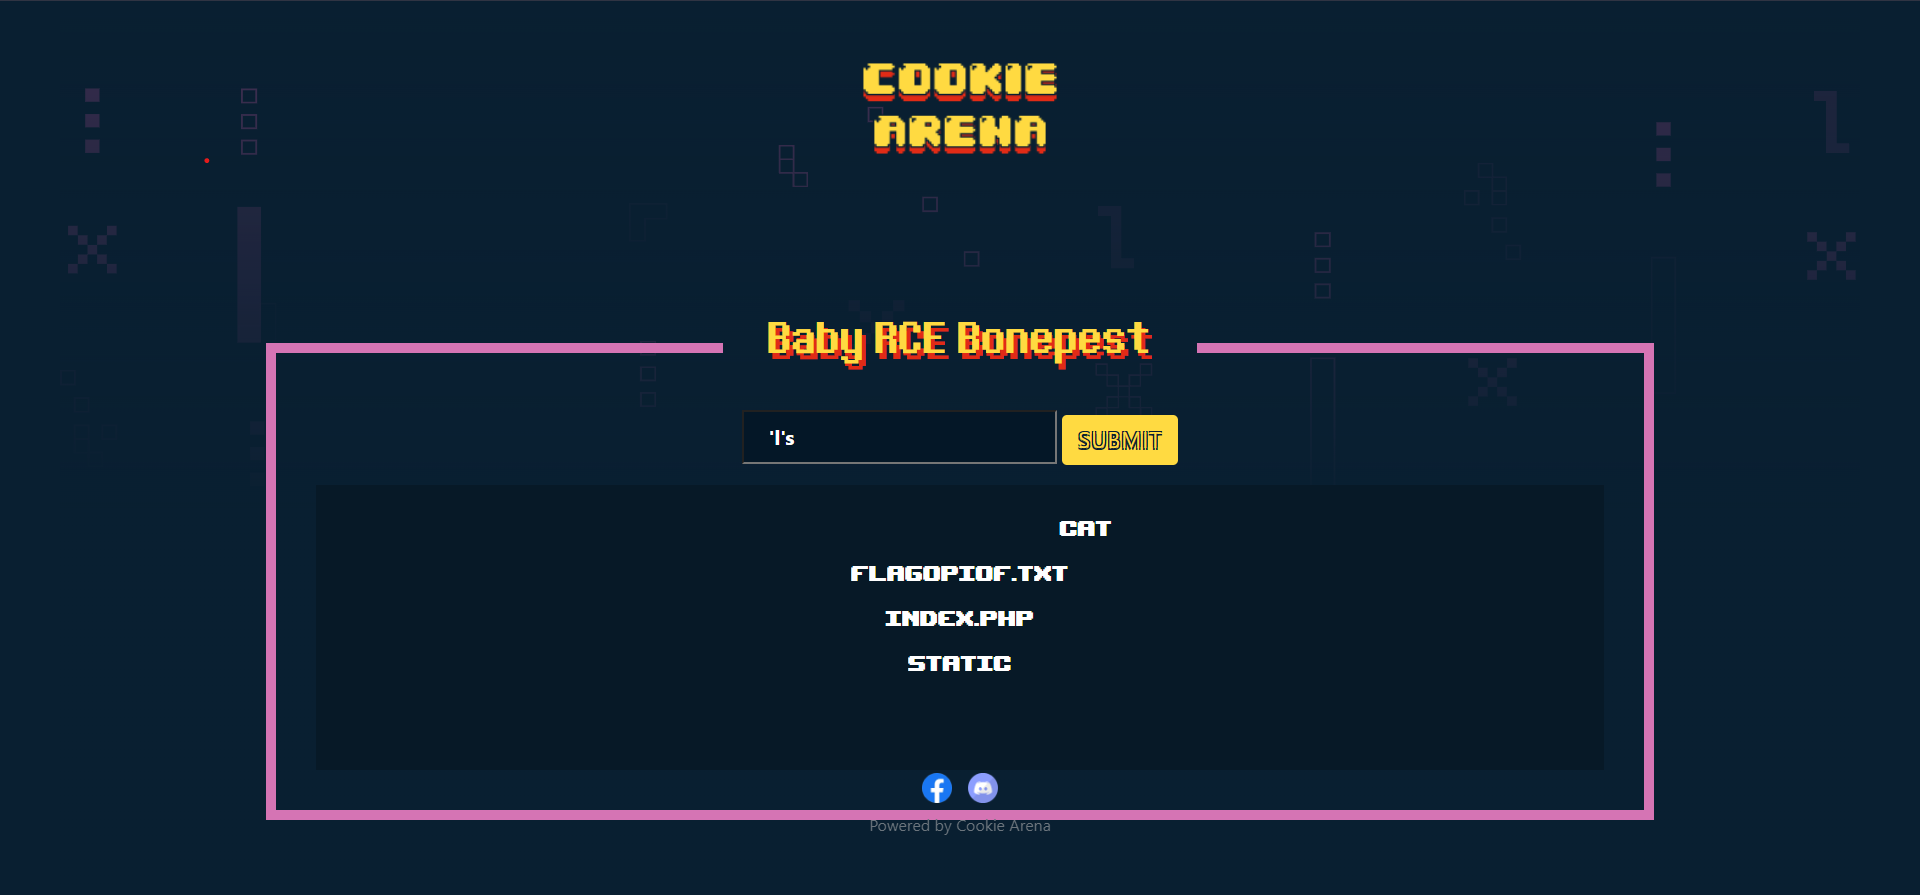 COOKIE
ARENA
Baby RCE Bonepest
'l's
SUBMIT
CAT
FLAGOPIOF.TXT
INDEX.PHP
STATIC
Powered by Cookie Arena